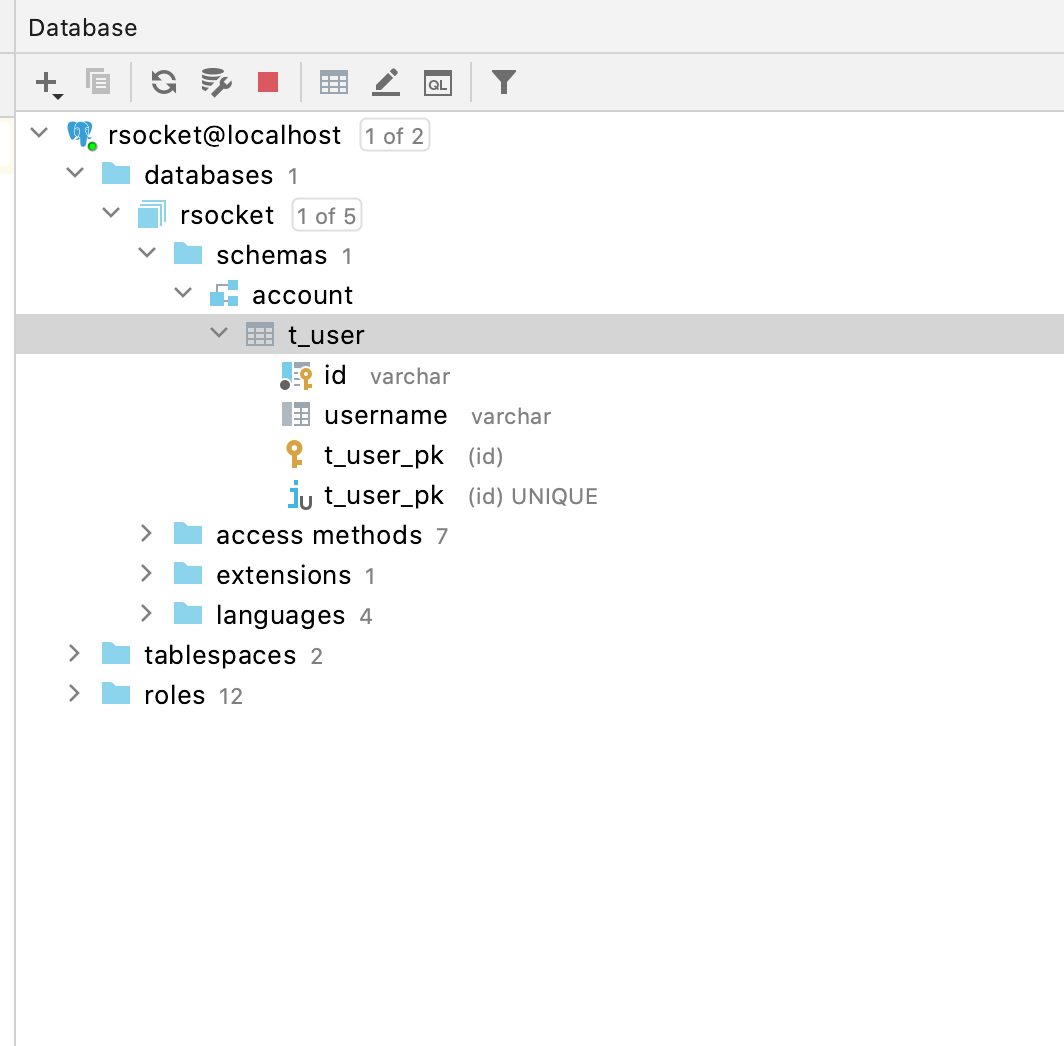 Database
QL
rsocket@localhost 1 of 2
databases 1
rsocket 1 of 5
schemas 1
account
t_user
id varchar
username varchar
t_user_pk (id)
t_user_pk (id) UNIQUE
access methods 7
extensions 1
languages 4
tablespaces 2
roles 12